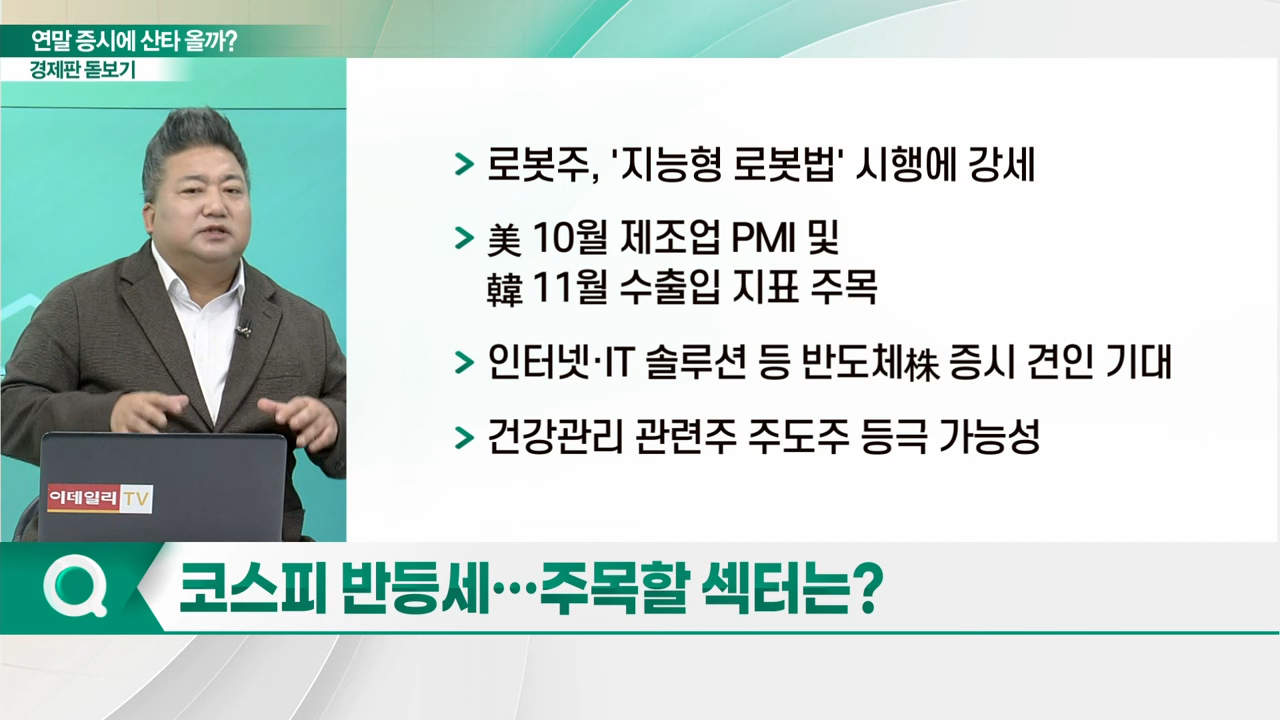 연말 증시에 산타 올까?
경제판 돋보기
> 로봇주, '지능형 로봇법' 시행에 강세
> 美 10월 제조업 PMI 및
韓 11월 수출입 지표 주목
> 인터넷·IT 솔루션 등 반도체株 증시 견인 기대
> 건강관리 관련주 주도주 등극 가능성
이데일리 TV
Q 코스피 반등세…주목할 섹터는?